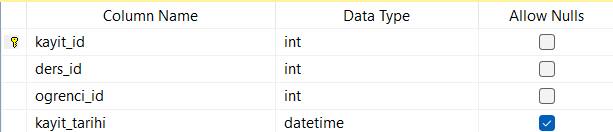 Column Name Data Type Allow Nulls
kayit_id int
ders_id int
ogrenci_id int
kayit_tarihi datetime